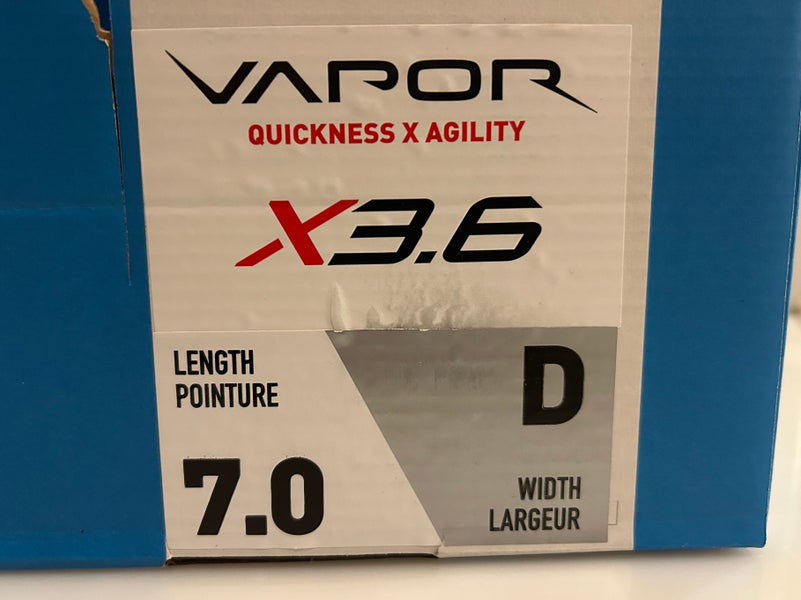 VAPOR
QUICKNESS X AGILITY
X3.6
LENGTH
POINTURE
7.0
D
WIDTH
LARGEUR